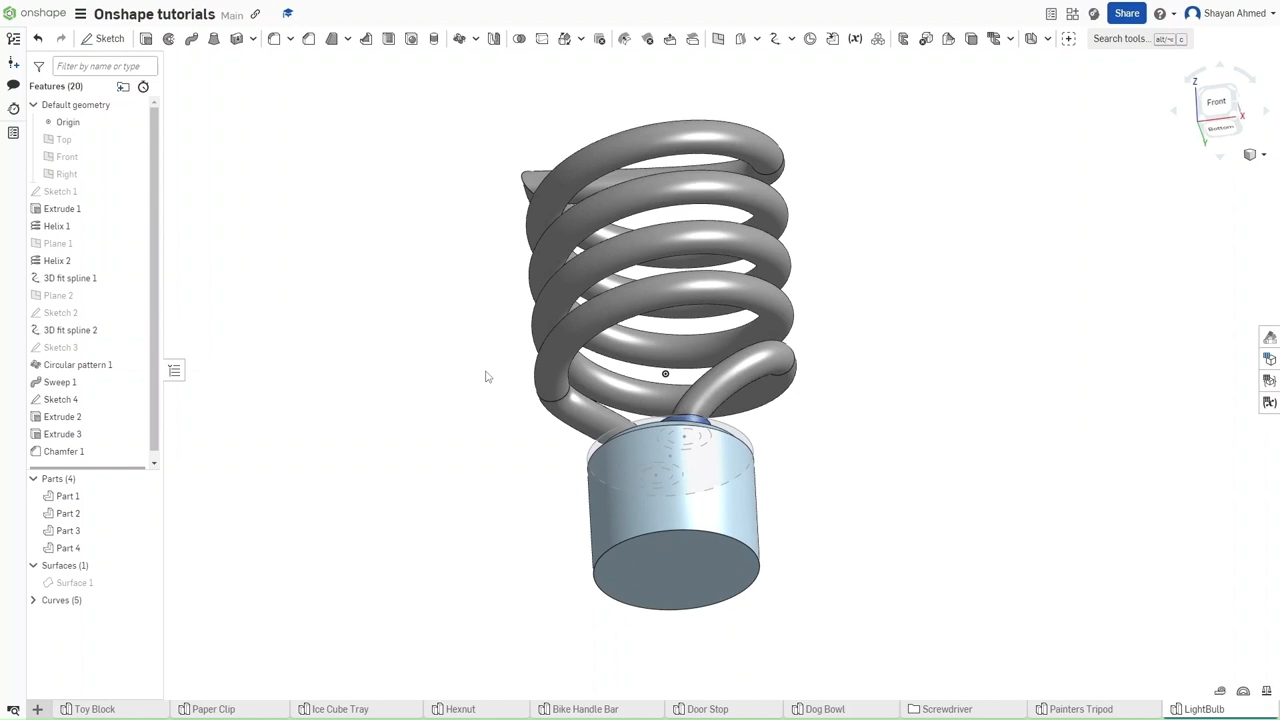 onshape Onshape tutorials Main Share Shayan Ahmed
Sketch Search tools... alt/⌥ c
Filter by name or type
Features (20)
Default geometry
Origin
Top
Front
Right
Sketch 1
Extrude 1
Helix 1
Plane 1
Helix 2
3D fit spline 1
Plane 2
Sketch 2
3D fit spline 2
Sketch 3
Circular pattern 1
Sweep 1
Sketch 4
Extrude 2
Extrude 3
Chamfer 1
Parts (4)
Part 1
Part 2
Part 3
Part 4
Surfaces (1)
Surface 1
Curves (5)
Z
Front
X
Bottom
Y
Toy Block Paper Clip Ice Cube Tray Hexnut Bike Handle Bar Door Stop Dog Bowl Screwdriver Painters Tripod LightBulb